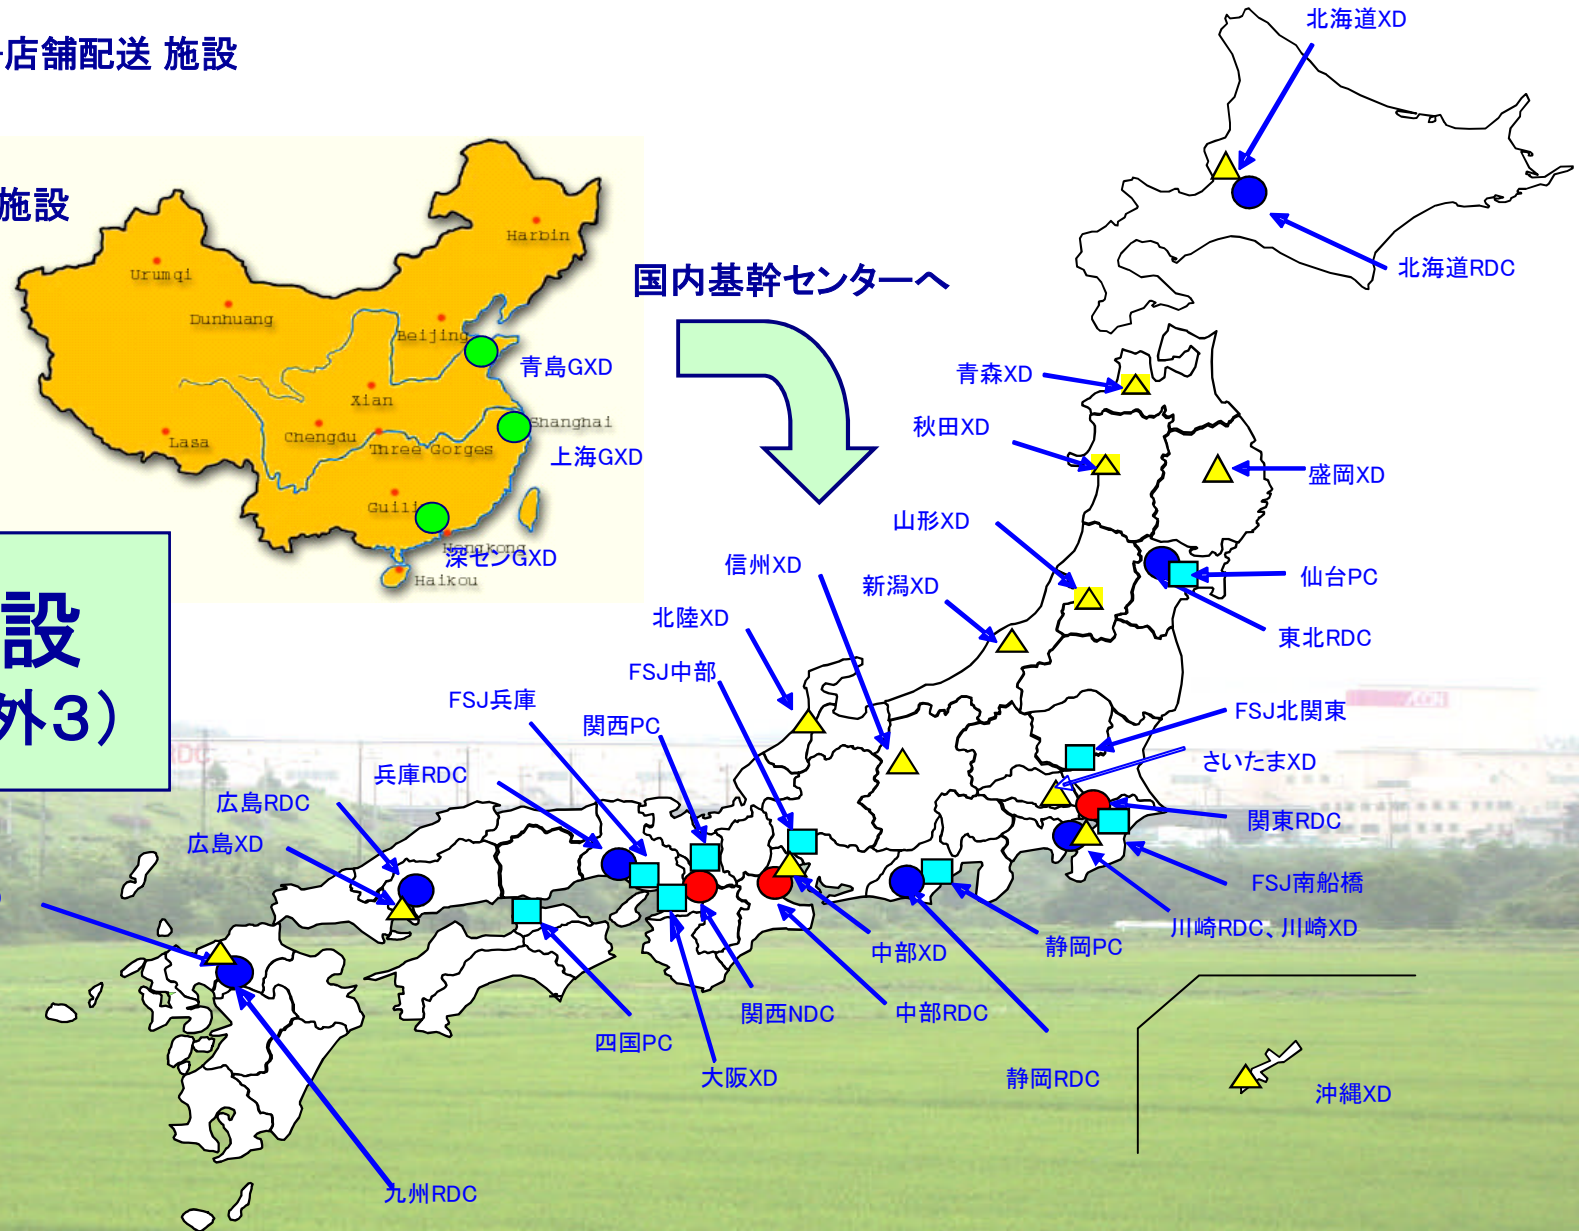 店舗配送 施設
施設
国内基幹センターへ
設
外3）
Harbin
Urumqi
Dunhuang
Beijing
青島GXD
Xian
Shanghai
Chengdu
Three Gorges
Lasa
上海GXD
Guili
Hongkong
深センGXD
Haikou
北海道XD
北海道RDC
青森XD
秋田XD
盛岡XD
山形XD
信州XD
新潟XD
仙台PC
北陸XD
東北RDC
FSJ中部
FSJ兵庫
関西PC
FSJ北関東
さいたまXD
兵庫RDC
広島RDC
関東RDC
広島XD
FSJ南船橋
川崎RDC、川崎XD
静岡PC
中部XD
関西NDC
中部RDC
四国PC
大阪XD
静岡RDC
沖縄XD
九州RDC
AEON
RDC